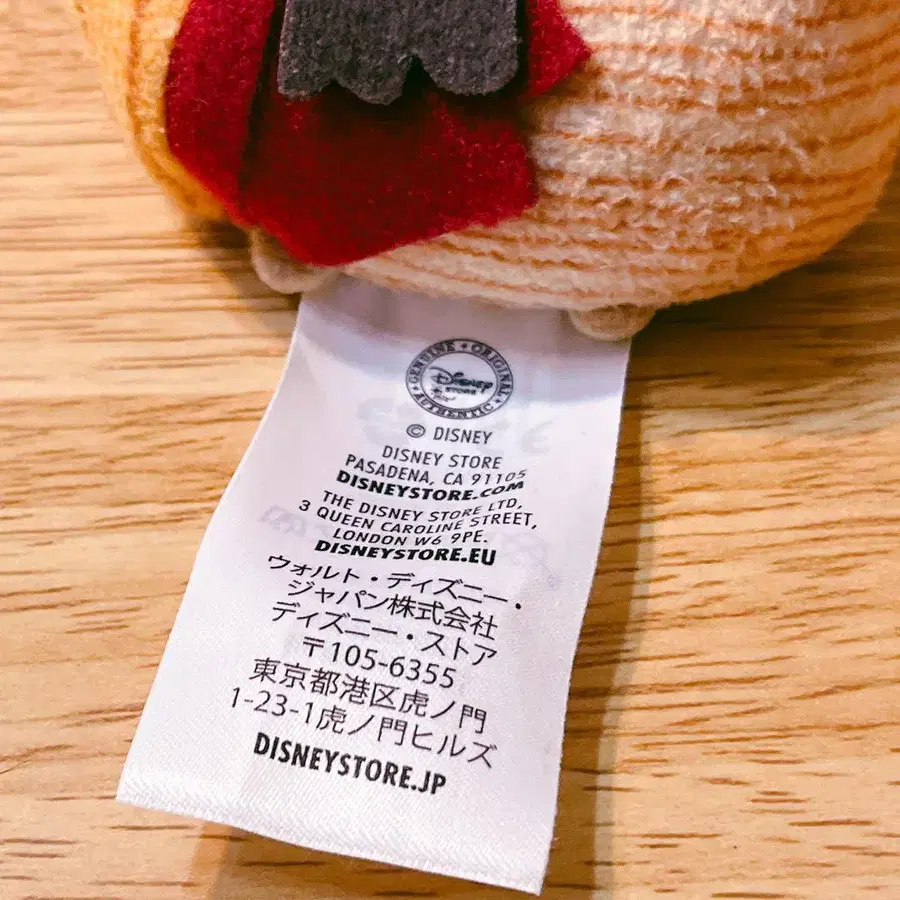 GENUINE ORIGINAL
DISNEY
STORE
AUTHENTIC
© DISNEY
DISNEY STORE
PASADENA, CA 91105
DISNEYSTORE.COM
THE DISNEY STORE LTD,
3 QUEEN CAROLINE STREET,
LONDON W6 9PE.
DISNEYSTORE.EU
ウォルト・ディズニー・
ジャパン株式会社
ディズニー・ストア
〒105-6355
東京都港区虎ノ門
1-23-1虎ノ門ヒルズ
DISNEYSTORE.JP